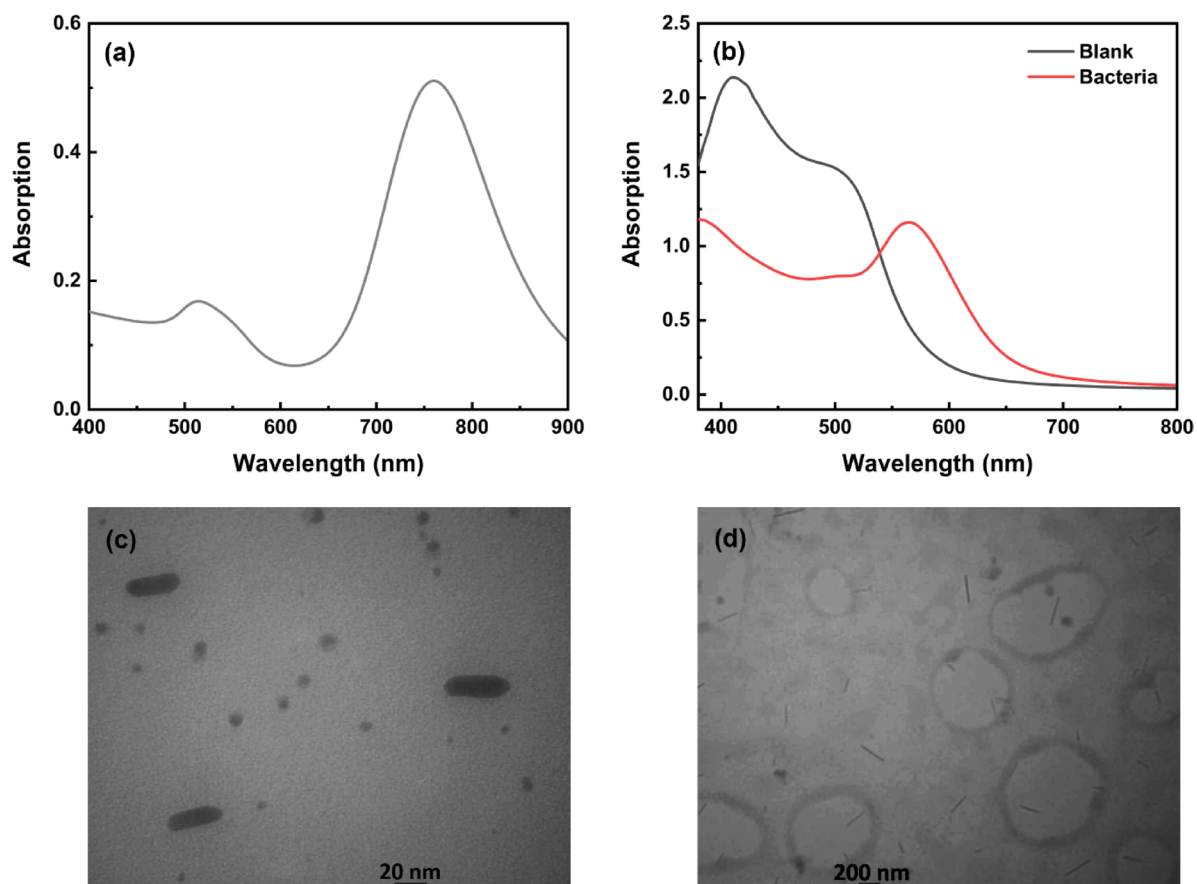 (a)
0.6
0.4
0.2
0.0
Absorption
400 500 600 700 800 900
Wavelength (nm)
(b)
Blank
Bacteria
2.5
2.0
1.5
1.0
0.5
0.0
Absorption
400 500 600 700 800
Wavelength (nm)
(c)
20 nm
(d)
200 nm